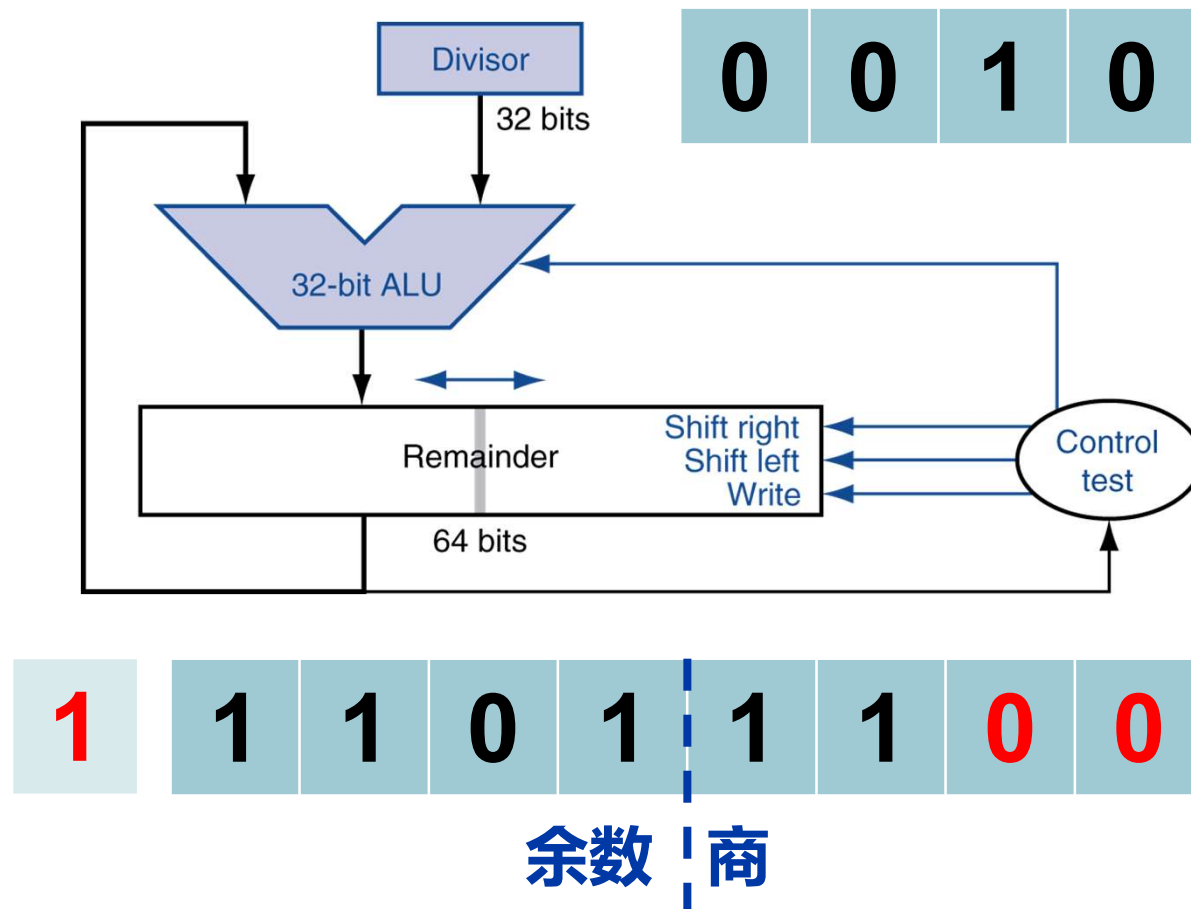 Divisor
0 0 1 0
32 bits
32-bit ALU
Remainder
Shift right
Shift left
Write
Control
test
64 bits
1 1 1 0 1 1 1 0 0
余数 商